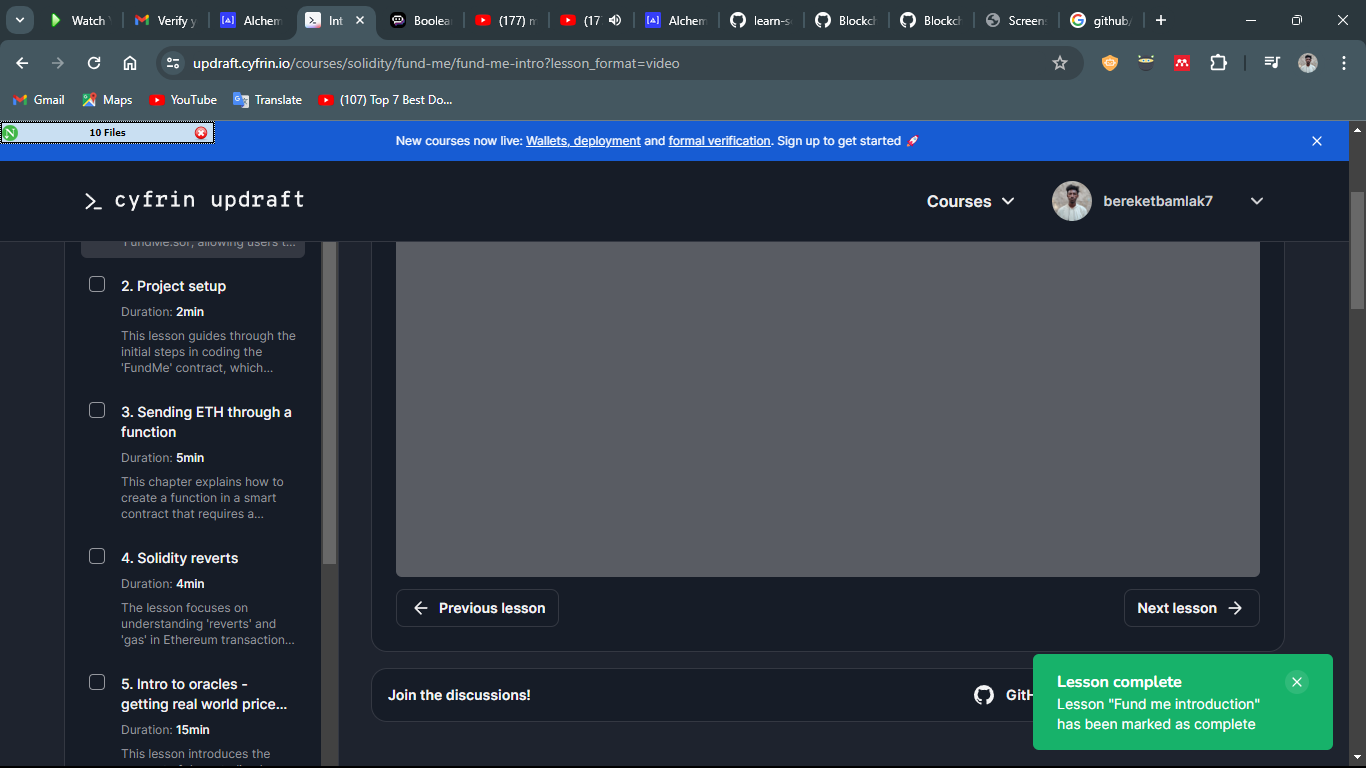 Watch
Verify y
Alchem
Int
Boolea
(177) m
(17
Alchem
learn-s
Blockch
Blockch
Screen
github/
updraft.cyfrin.io/courses/solidity/fund-me/fund-me-intro?lesson_format=video
Gmail
Maps
YouTube
Translate
(107) Top 7 Best Do...
10 Files
New courses now live: Wallets, deployment and formal verification. Sign up to get started 🚀
>_ cyfrin updraft
Courses
bereketbamlak7
'FundMe.sol', allowing users t...
2. Project setup
Duration: 2min
This lesson guides through the
initial steps in coding the
'FundMe' contract, which...
3. Sending ETH through a
function
Duration: 5min
This chapter explains how to
create a function in a smart
contract that requires a...
4. Solidity reverts
Duration: 4min
The lesson focuses on
understanding 'reverts' and
'gas' in Ethereum transaction...
5. Intro to oracles -
getting real world price...
Duration: 15min
This lesson introduces the
← Previous lesson
Next lesson →
Join the discussions!
GitH
Lesson complete
Lesson "Fund me introduction"
has been marked as complete